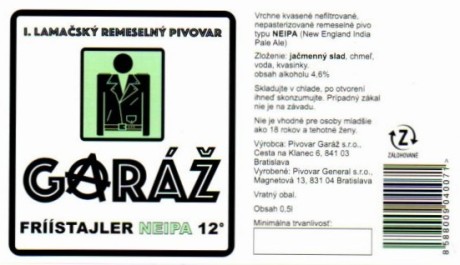 I. LAMAČSKÝ REMESELNÝ PIVOVAR
GARÁŽ
FRÍÍSTAJLER NEIPA 12°
Vrchne kvasené nefiltrované,
nepasterizované remeselné pivo
typu NEIPA (New England India
Pale Ale)
Zloženie: jačmenný slad, chmeľ,
voda, kvasinky.
obsah alkoholu 4,6%
Skladujte v chlade, po otvorení
ihneď skonzumujte. Prípadný zákal
nie je na závadu.
Nie je vhodné pre osoby mladšie
ako 18 rokov a tehotné ženy.
Výrobca: Pivovar Garáž s.r.o.,
Cesta na Klanec 6, 841 03
Bratislava
Vyrobené: Pivovar General s.r.o.,
Magnetová 13, 831 04 Bratislava
Vratný obal.
Obsah 0,5l
Minimálna trvanlivosť:
Z
ZÁLOHOVANÉ
8588009040071